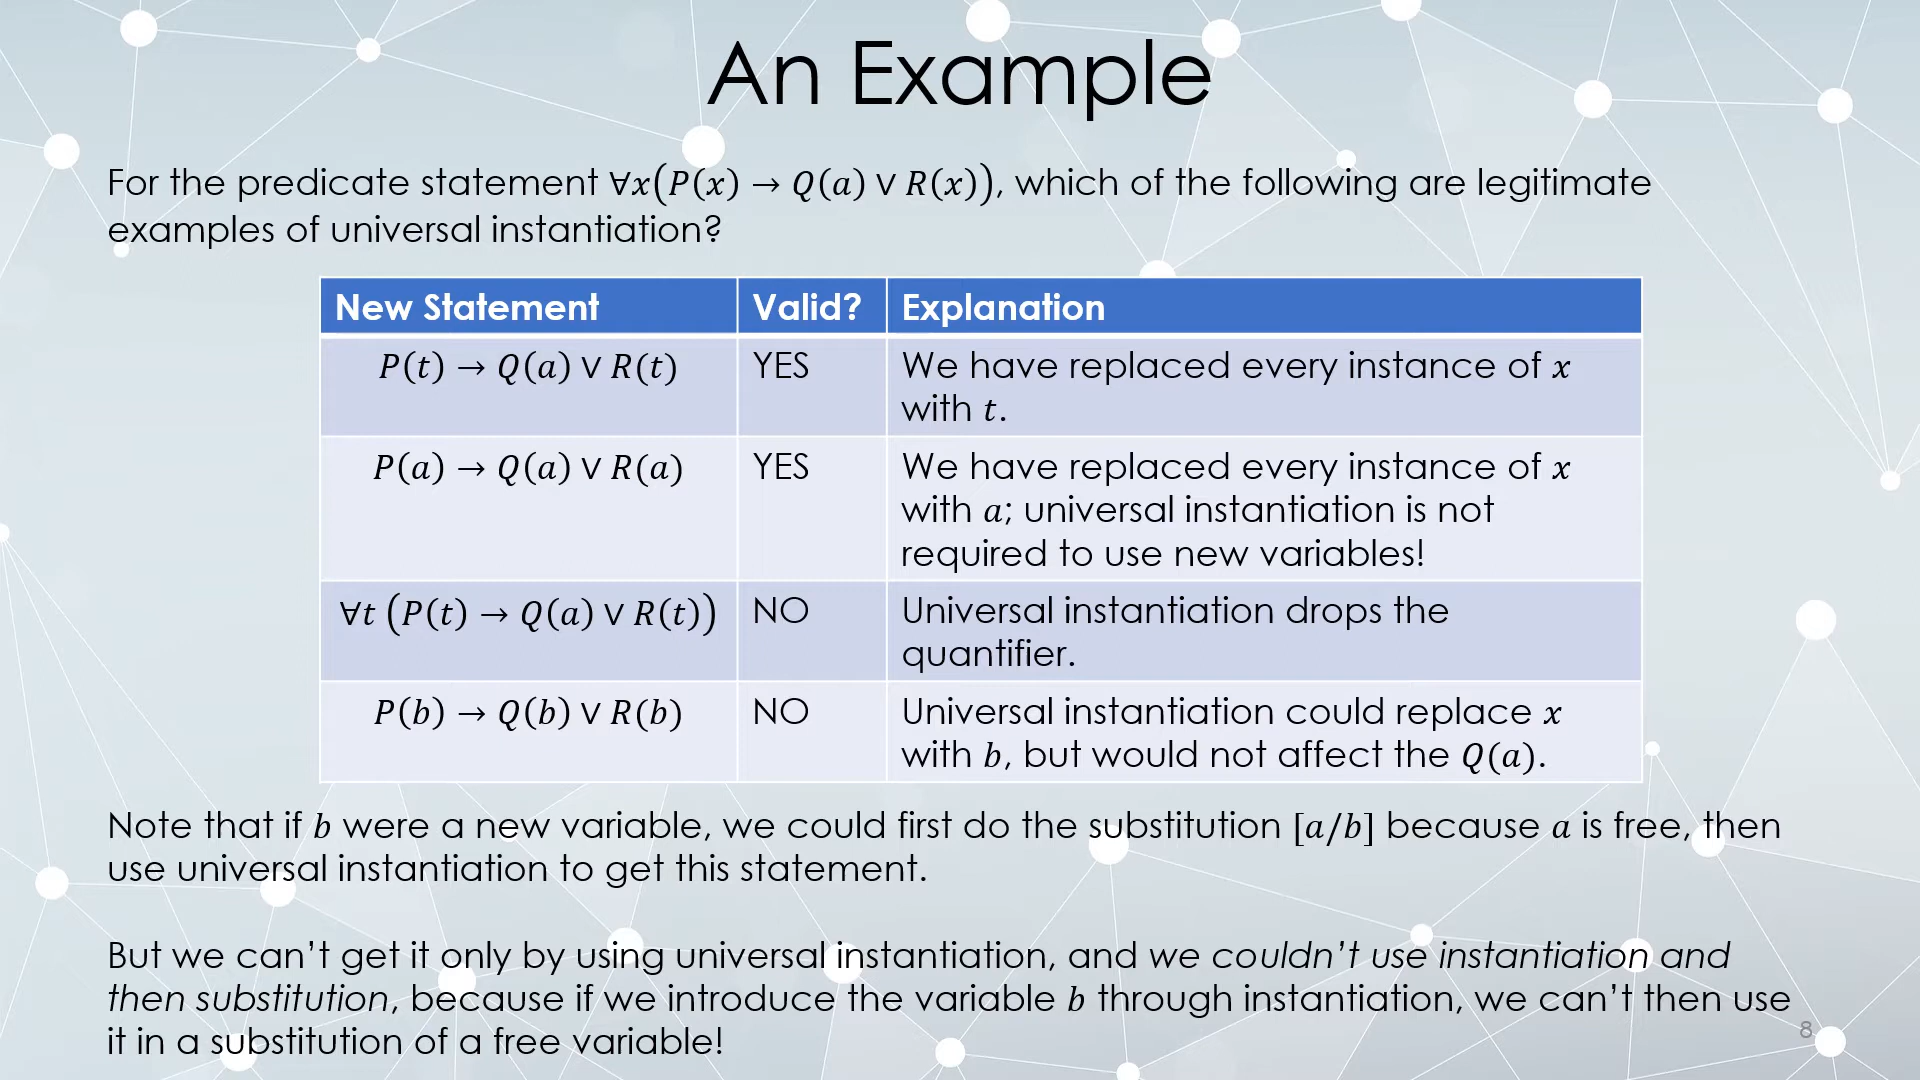 An Example
For the predicate statement ∀x(P(x) → Q(a) ∨ R(x)), which of the following are legitimate
examples of universal instantiation?
New Statement Valid? Explanation
P(t) → Q(a) ∨ R(t) YES We have replaced every instance of x
with t.
P(a) → Q(a) ∨ R(a) YES We have replaced every instance of x
with a; universal instantiation is not
required to use new variables!
∀t (P(t) → Q(a) ∨ R(t)) NO Universal instantiation drops the
quantifier.
P(b) → Q(b) ∨ R(b) NO Universal instantiation could replace x
with b, but would not affect the Q(a).
Note that if b were a new variable, we could first do the substitution [a/b] because a is free, then
use universal instantiation to get this statement.
But we can't get it only by using universal instantiation, and we couldn't use instantiation and
then substitution, because if we introduce the variable b through instantiation, we can't then use
it in a substitution of a free variable!
8